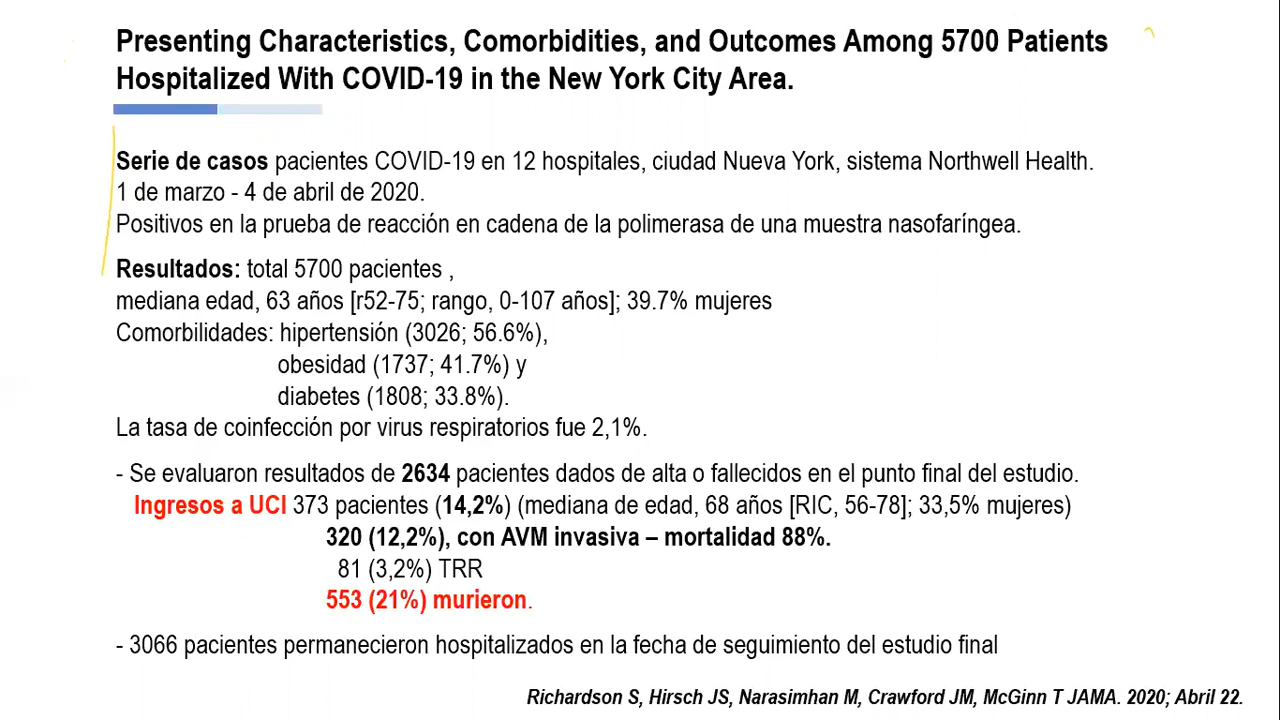 Presenting Characteristics, Comorbidities, and Outcomes Among 5700 Patients
Hospitalized With COVID-19 in the New York City Area.
Serie de casos pacientes COVID-19 en 12 hospitales, ciudad Nueva York, sistema Northwell Health.
1 de marzo - 4 de abril de 2020.
Positivos en la prueba de reacción en cadena de la polimerasa de una muestra nasofaríngea.
Resultados: total 5700 pacientes ,
mediana edad, 63 años [r52-75; rango, 0-107 años]; 39.7% mujeres
Comorbilidades: hipertensión (3026; 56.6%),
obesidad (1737; 41.7%) y
diabetes (1808; 33.8%).
La tasa de coinfección por virus respiratorios fue 2,1%.
- Se evaluaron resultados de 2634 pacientes dados de alta o fallecidos en el punto final del estudio.
Ingresos a UCI 373 pacientes (14,2%) (mediana de edad, 68 años [RIC, 56-78]; 33,5% mujeres)
320 (12,2%), con AVM invasiva – mortalidad 88%.
81 (3,2%) TRR
553 (21%) murieron.
- 3066 pacientes permanecieron hospitalizados en la fecha de seguimiento del estudio final
Richardson S, Hirsch JS, Narasimhan M, Crawford JM, McGinn T JAMA. 2020; Abril 22.